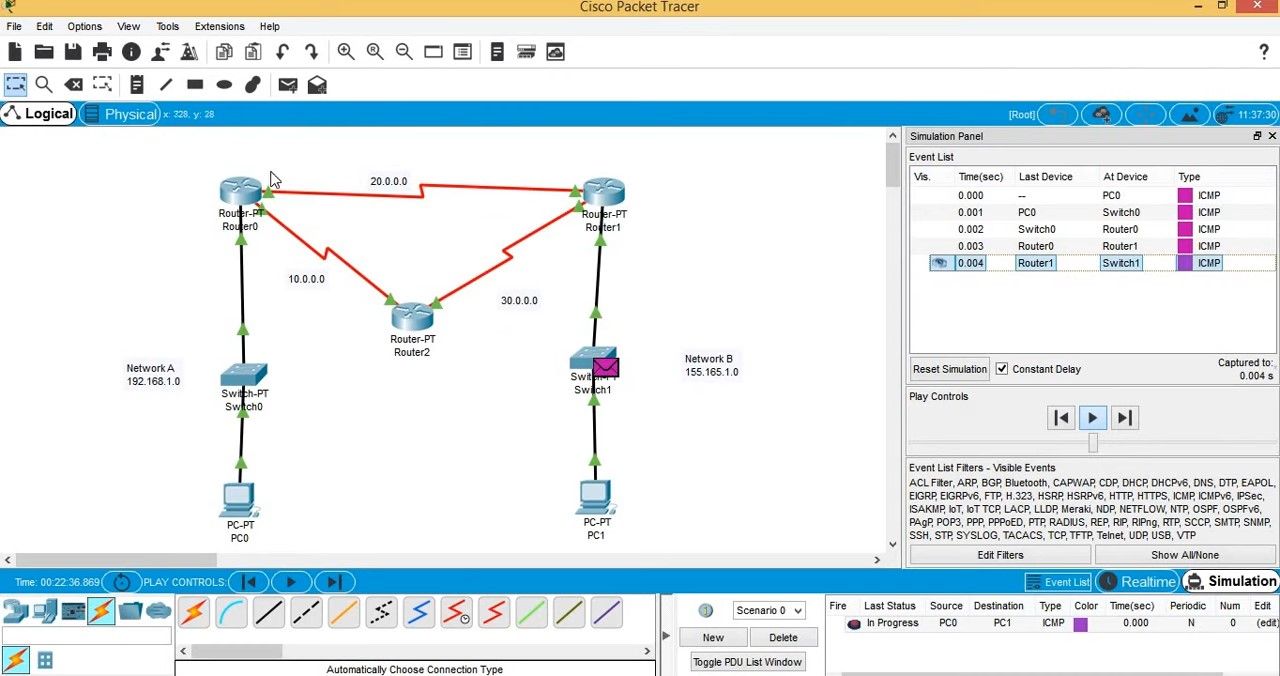 Cisco Packet Tracer
File Edit Options View Tools Extensions Help
Logical Physical x: 328, y: 28 [Root] 11:37:30
Simulation Panel
Event List
Vis. Time(sec) Last Device At Device Type
0.000 -- PC0 ICMP
0.001 PC0 Switch0 ICMP
0.002 Switch0 Router0 ICMP
0.003 Router0 Router1 ICMP
0.004 Router1 Switch1 ICMP
Reset Simulation Constant Delay Captured to:
0.004 s
Play Controls
Event List Filters - Visible Events
ACL Filter, ARP, BGP, Bluetooth, CAPWAP, CDP, DHCP, DHCPv6, DNS, DTP, EAPOL,
EIGRP, EIGRPv6, FTP, H.323, HSRP, HSRPv6, HTTP, HTTPS, ICMP, ICMPv6, IPSec,
ISAKMP, IoT, IoT TCP, LACP, LLDP, Meraki, NDP, NETFLOW, NTP, OSPF, OSPFv6,
PAgP, POP3, PPP, PPPoED, PTP, RADIUS, REP, RIP, RIPng, RTP, SCCP, SMTP, SNMP,
SSH, STP, SYSLOG, TACACS, TCP, TFTP, Telnet, UDP, USB, VTP
Edit Filters Show All/None
20.0.0.0
Router-PT
Router0
Router-PT
Router1
10.0.0.0
30.0.0.0
Router-PT
Router2
Network A
192.168.1.0
Switch-PT
Switch0
Switch-PT
Switch1
Network B
155.165.1.0
PC-PT
PC0
PC-PT
PC1
Time: 00:22:36.869 PLAY CONTROLS: Event List Realtime Simulation
Scenario 0
New Delete
Toggle PDU List Window
Fire Last Status Source Destination Type Color Time(sec) Periodic Num Edit
In Progress PC0 PC1 ICMP 0.000 N 0 (edit)
Automatically Choose Connection Type